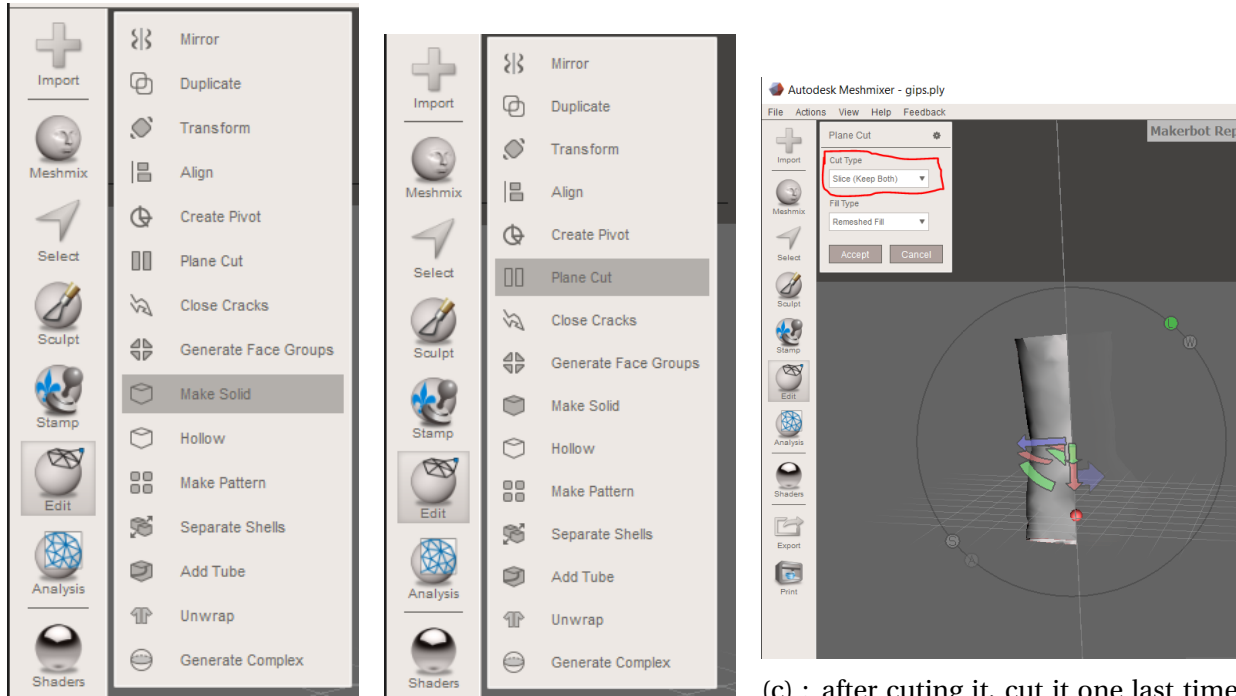 Import
Meshmix
Select
Sculpt
Stamp
Edit
Analysis
Shaders
Mirror
Duplicate
Transform
Align
Create Pivot
Plane Cut
Close Cracks
Generate Face Groups
Make Solid
Hollow
Make Pattern
Separate Shells
Add Tube
Unwrap
Generate Complex
Import
Meshmix
Select
Sculpt
Stamp
Edit
Analysis
Shaders
Mirror
Duplicate
Transform
Align
Create Pivot
Plane Cut
Close Cracks
Generate Face Groups
Make Solid
Hollow
Make Pattern
Separate Shells
Add Tube
Unwrap
Generate Complex
Autodesk Meshmixer - gips.ply
File Actions View Help Feedback
Import
Meshmix
Select
Sculpt
Stamp
Edit
Analysis
Shaders
Export
Print
Plane Cut
Cut Type
Slice (Keep Both)
Fill Type
Remeshed Fill
Accept Cancel
Makerbot Rep
L
W
S
(c) : after cuting it, cut it one last time